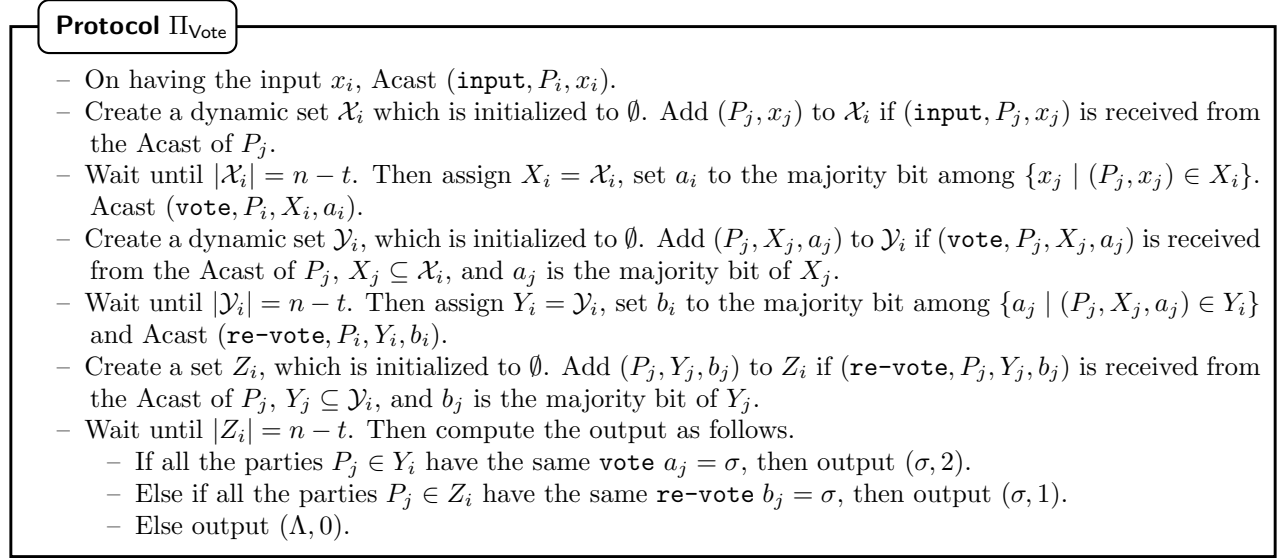 Protocol Π_Vote
– On having the input x_i, Acast (input, P_i, x_i).
– Create a dynamic set 𝒳_i which is initialized to ∅. Add (P_j, x_j) to 𝒳_i if (input, P_j, x_j) is received from
the Acast of P_j.
– Wait until |𝒳_i| = n − t. Then assign X_i = 𝒳_i, set a_i to the majority bit among {x_j | (P_j, x_j) ∈ X_i}.
Acast (vote, P_i, X_i, a_i).
– Create a dynamic set 𝒴_i, which is initialized to ∅. Add (P_j, X_j, a_j) to 𝒴_i if (vote, P_j, X_j, a_j) is received
from the Acast of P_j, X_j ⊆ 𝒳_i, and a_j is the majority bit of X_j.
– Wait until |𝒴_i| = n − t. Then assign Y_i = 𝒴_i, set b_i to the majority bit among {a_j | (P_j, X_j, a_j) ∈ Y_i}
and Acast (re-vote, P_i, Y_i, b_i).
– Create a set Z_i, which is initialized to ∅. Add (P_j, Y_j, b_j) to Z_i if (re-vote, P_j, Y_j, b_j) is received from
the Acast of P_j, Y_j ⊆ 𝒴_i, and b_j is the majority bit of Y_j.
– Wait until |Z_i| = n − t. Then compute the output as follows.
– If all the parties P_j ∈ Y_i have the same vote a_j = σ, then output (σ, 2).
– Else if all the parties P_j ∈ Z_i have the same re-vote b_j = σ, then output (σ, 1).
– Else output (Λ, 0).